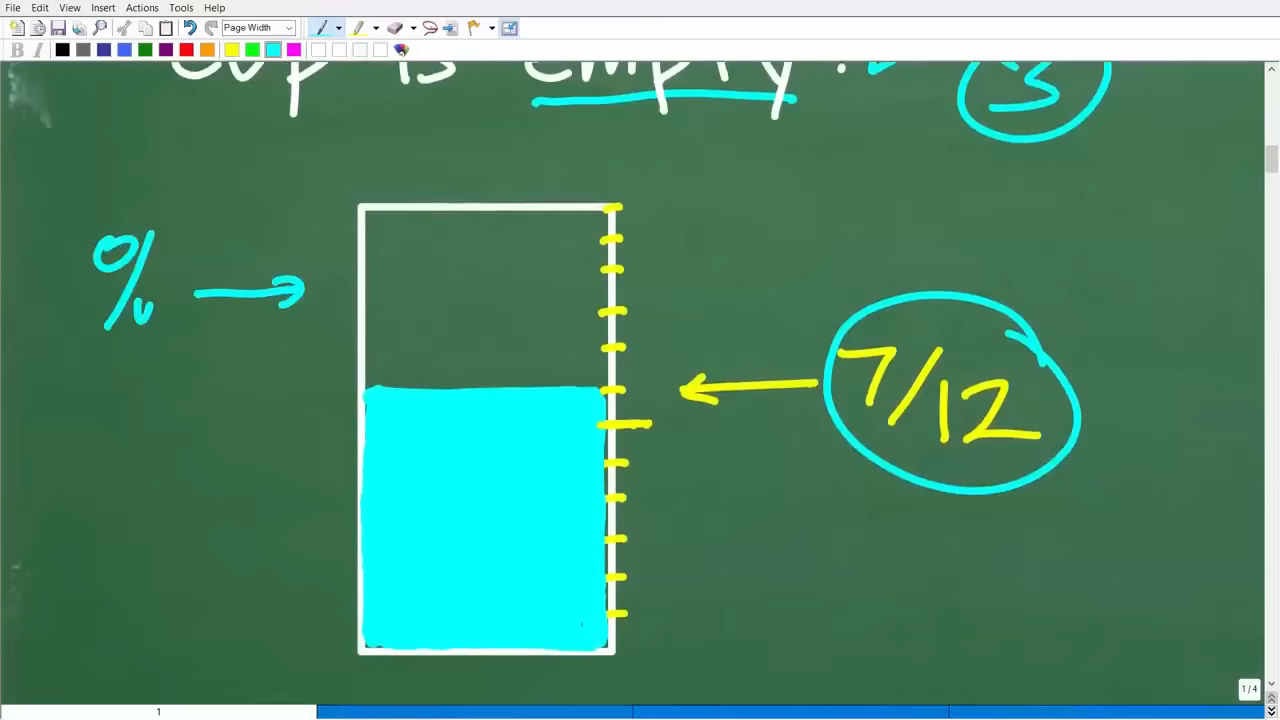 File Edit View Insert Actions Tools Help
Page Width
B I
cup is empty?
3
%
7/12
1/4
1